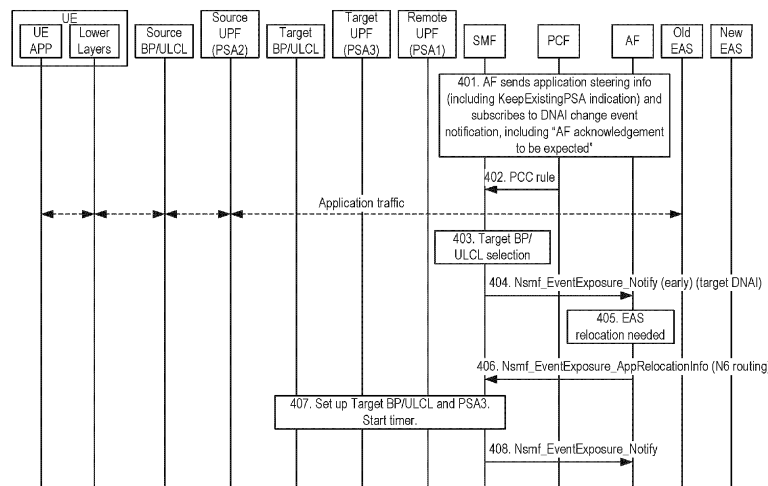 UE
UE
APP
Lower
Layers
Source
BP/ULCL
Source
UPF
(PSA2)
Target
BP/ULCL
Target
UPF
(PSA3)
Remote
UPF
(PSA1)
SMF
PCF
AF
Old
EAS
New
EAS
401. AF sends application steering info
(including KeepExistingPSA indication) and
subscribes to DNAI change event
notification, including “AF acknowledgement
to be expected”
402. PCC rule
Application traffic
403. Target BP/
ULCL selection
404. Nsmf_EventExposure_Notify (early) (target DNAI)
405. EAS
relocation needed
406. Nsmf_EventExposure_AppRelocationInfo (N6 routing)
407. Set up Target BP/ULCL and PSA3.
Start timer.
408. Nsmf_EventExposure_Notify